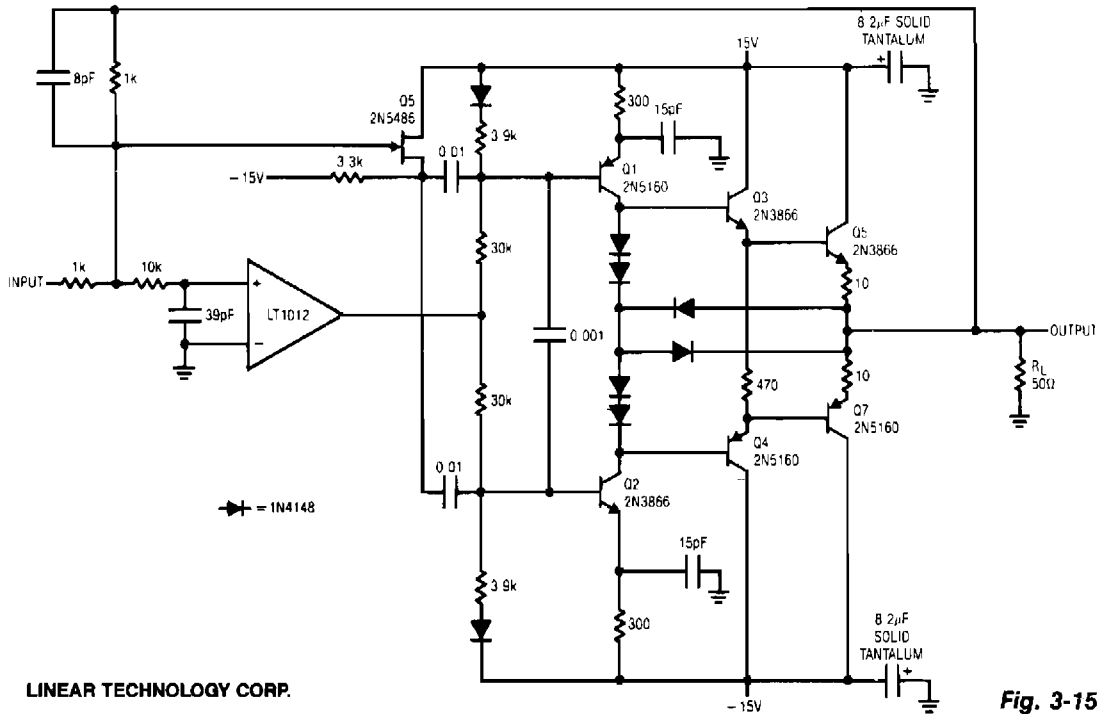 8 2µF SOLID
TANTALUM
+
15V
8pF
1k
Q5
2N5486
300
15pF
3 9k
0 01
3.3k
–15V
Q1
2N5160
Q3
2N3866
Q5
2N3866
30k
10
1k
10k
INPUT
+
LT1012
–
39pF
0 001
OUTPUT
RL
50Ω
10
470
30k
Q7
2N5160
Q4
2N5160
0 01
Q2
2N3866
= 1N4148
15pF
3 9k
300
8 2µF
SOLID
TANTALUM
+
–15V
LINEAR TECHNOLOGY CORP.
Fig. 3-15